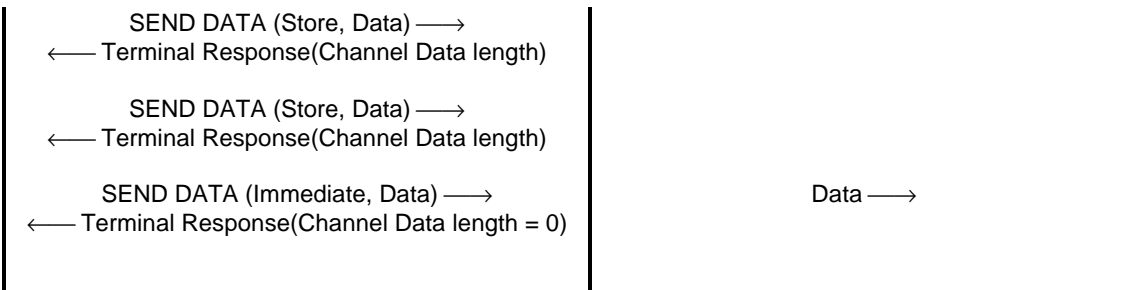 SEND DATA (Store, Data) ⟶
⟵ Terminal Response(Channel Data length)
SEND DATA (Store, Data) ⟶
⟵ Terminal Response(Channel Data length)
SEND DATA (Immediate, Data) ⟶ Data ⟶
⟵ Terminal Response(Channel Data length = 0)